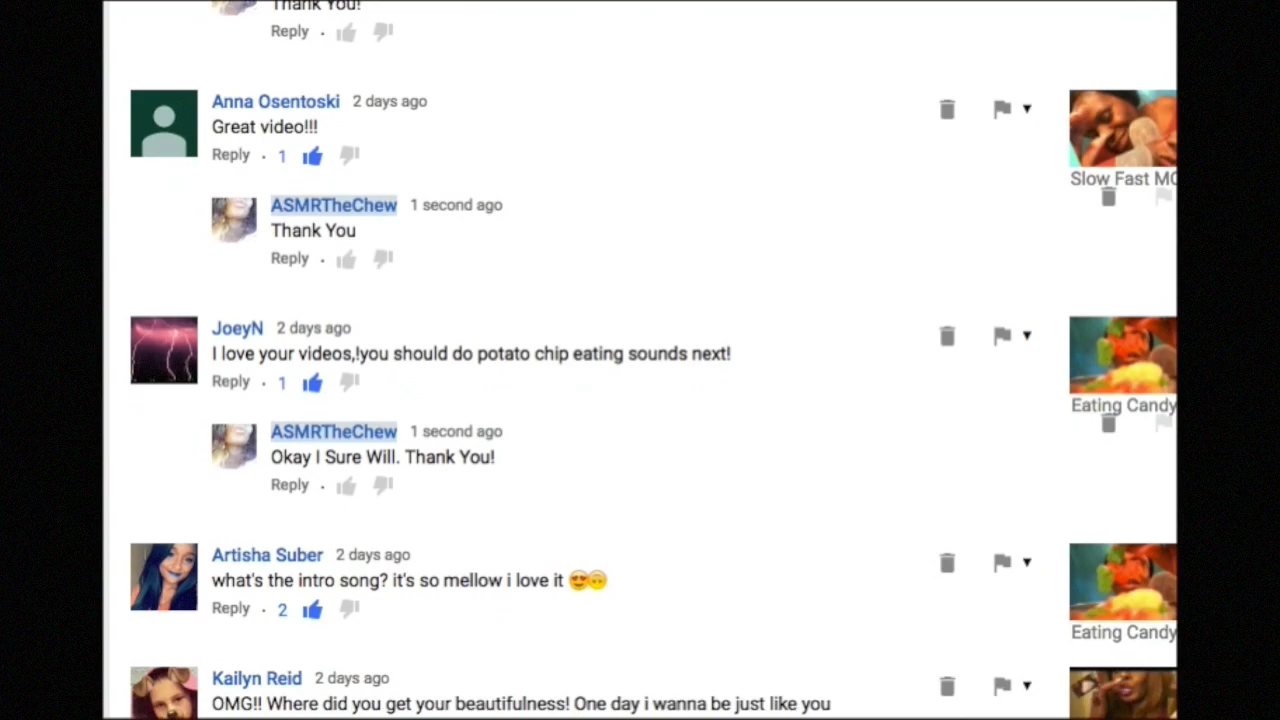 Thank You!
Reply
Anna Osentoski 2 days ago
Great video!!!
Reply · 1
Slow Fast MO
ASMRTheChew 1 second ago
Thank You
Reply ·
JoeyN 2 days ago
I love your videos,!you should do potato chip eating sounds next!
Reply · 1
Eating Candy
ASMRTheChew 1 second ago
Okay I Sure Will. Thank You!
Reply ·
Artisha Suber 2 days ago
what's the intro song? it's so mellow i love it 😍🙃
Reply · 2
Eating Candy
Kailyn Reid 2 days ago
OMG!! Where did you get your beautifulness! One day i wanna be just like you